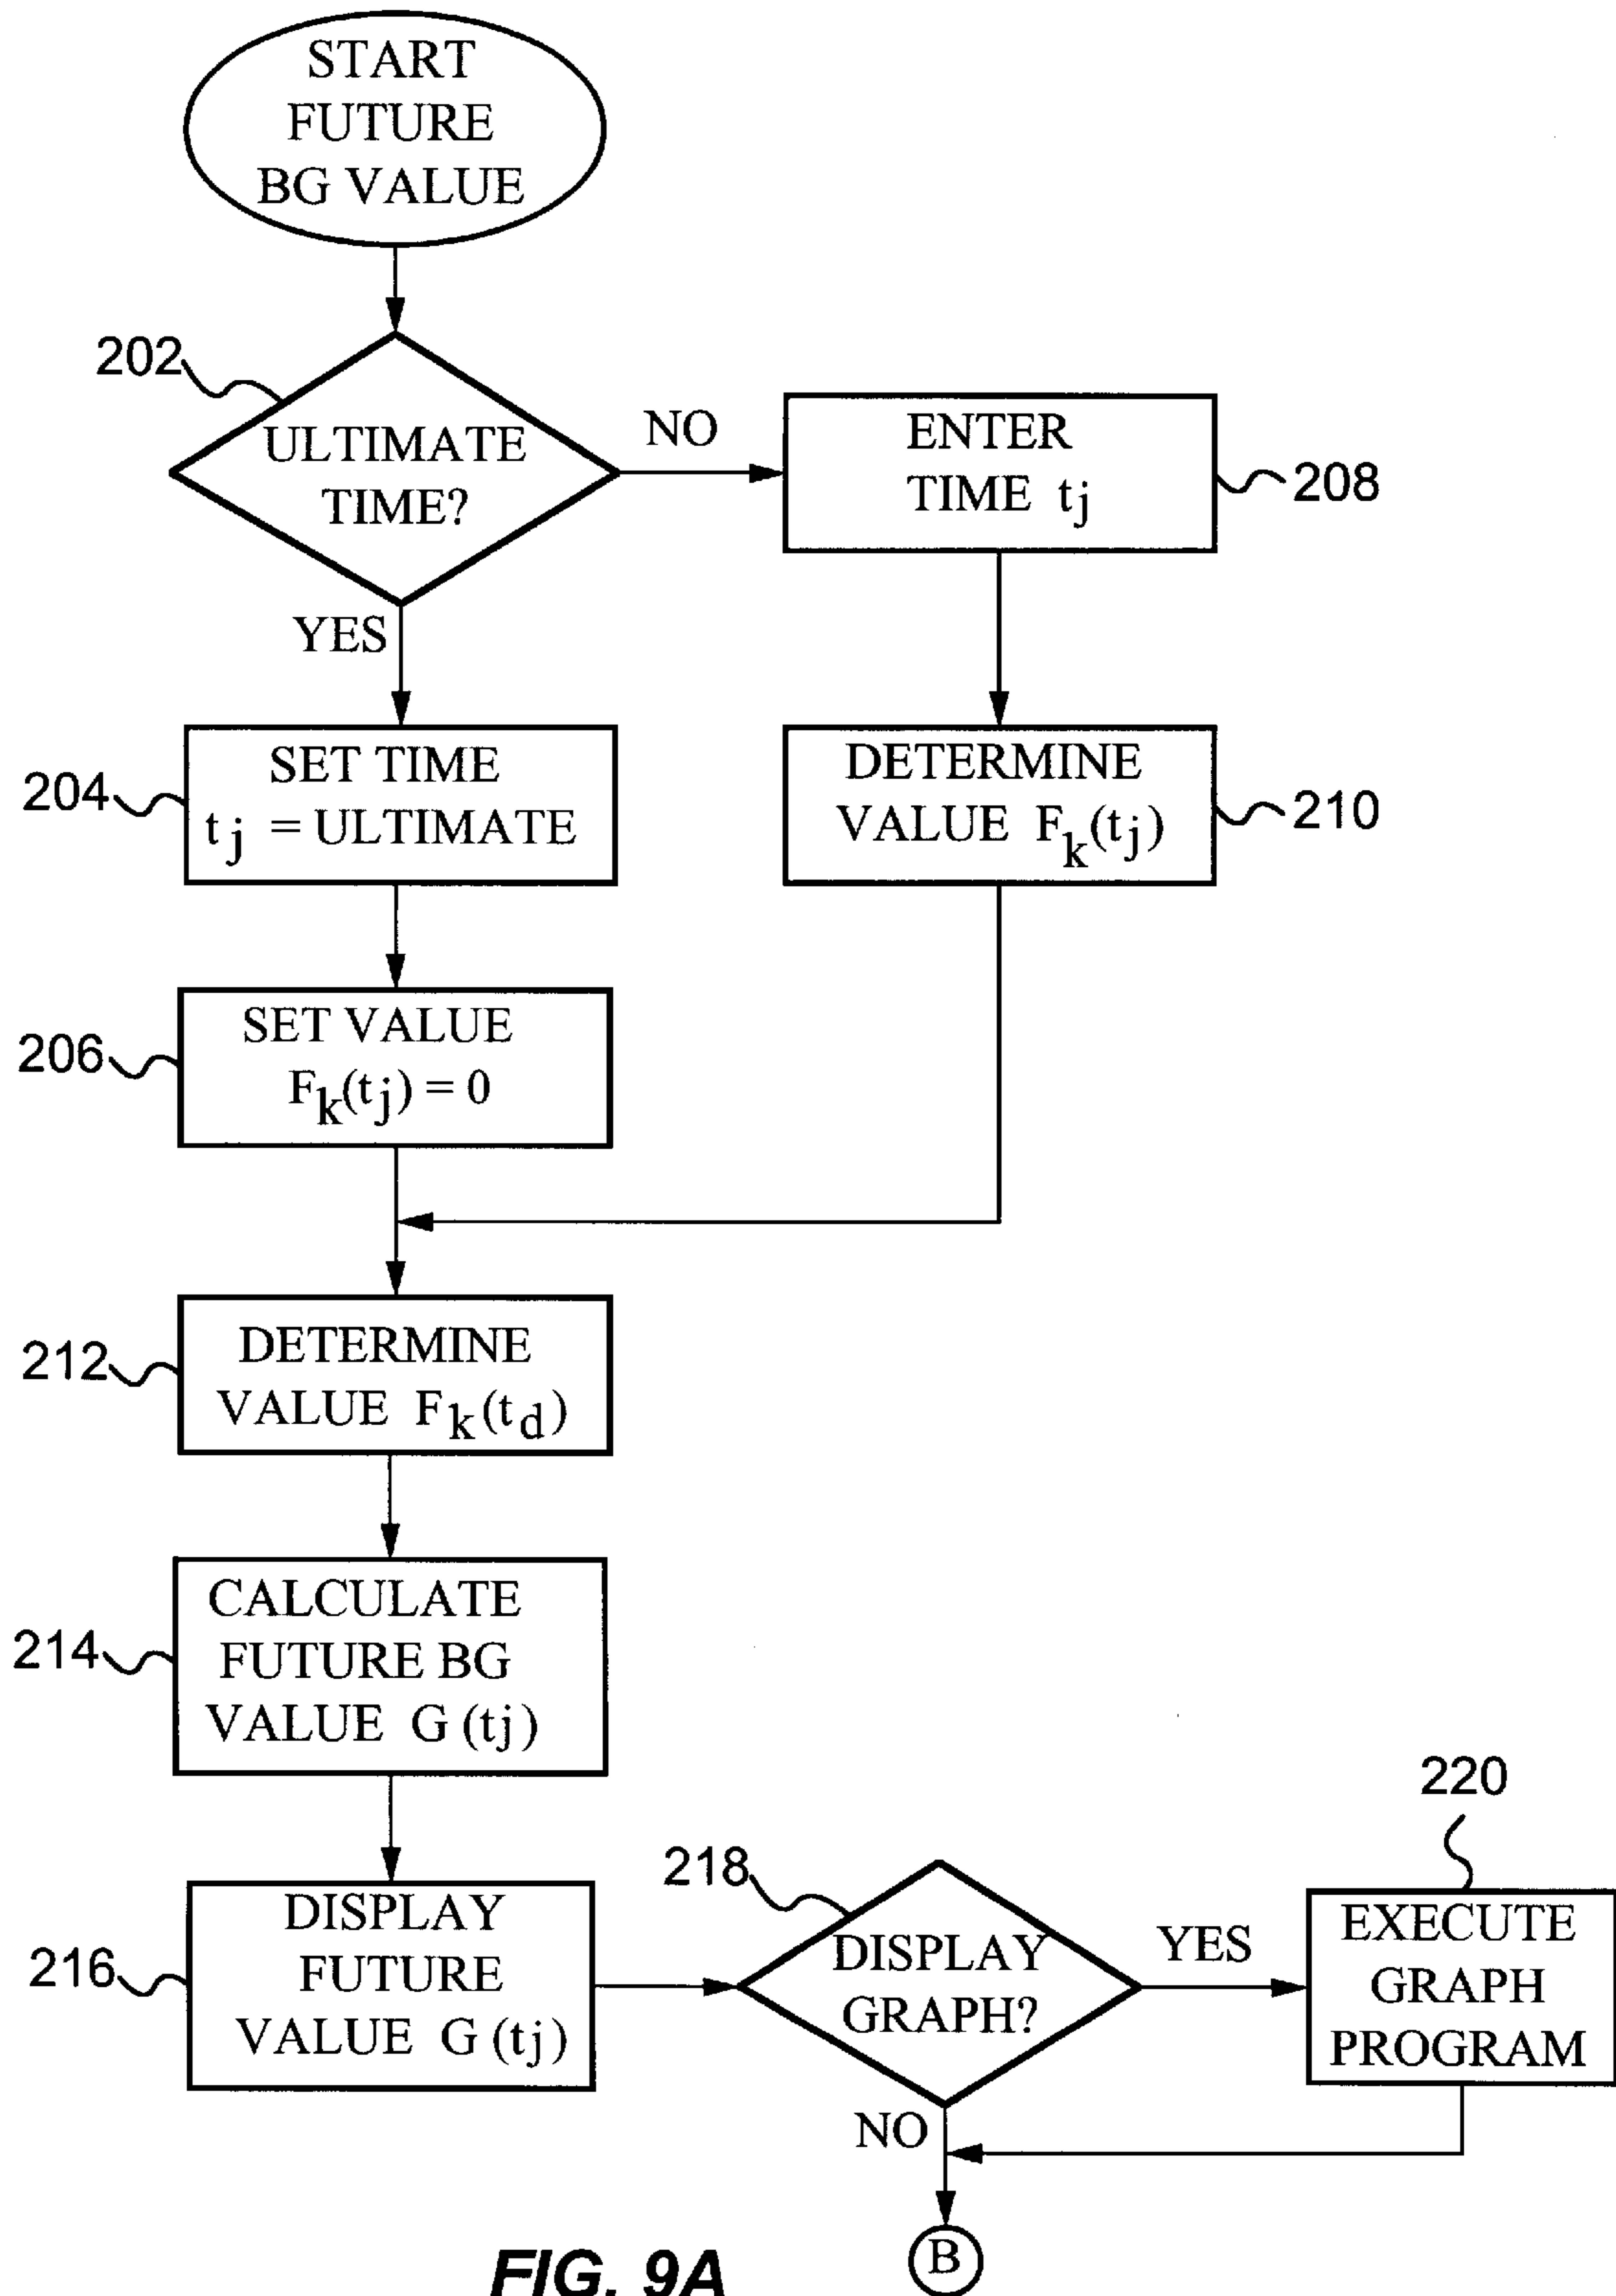 START
FUTURE
BG VALUE
202
ULTIMATE
TIME?
NO
YES
ENTER
TIME tj
208
204
SET TIME
tj = ULTIMATE
DETERMINE
VALUE Fk(tj)
210
206
SET VALUE
Fk(tj) = 0
212
DETERMINE
VALUE Fk(td)
214
CALCULATE
FUTURE BG
VALUE G (tj)
216
DISPLAY
FUTURE
VALUE G (tj)
218
DISPLAY
GRAPH?
YES
NO
220
EXECUTE
GRAPH
PROGRAM
B
FIG. 9A